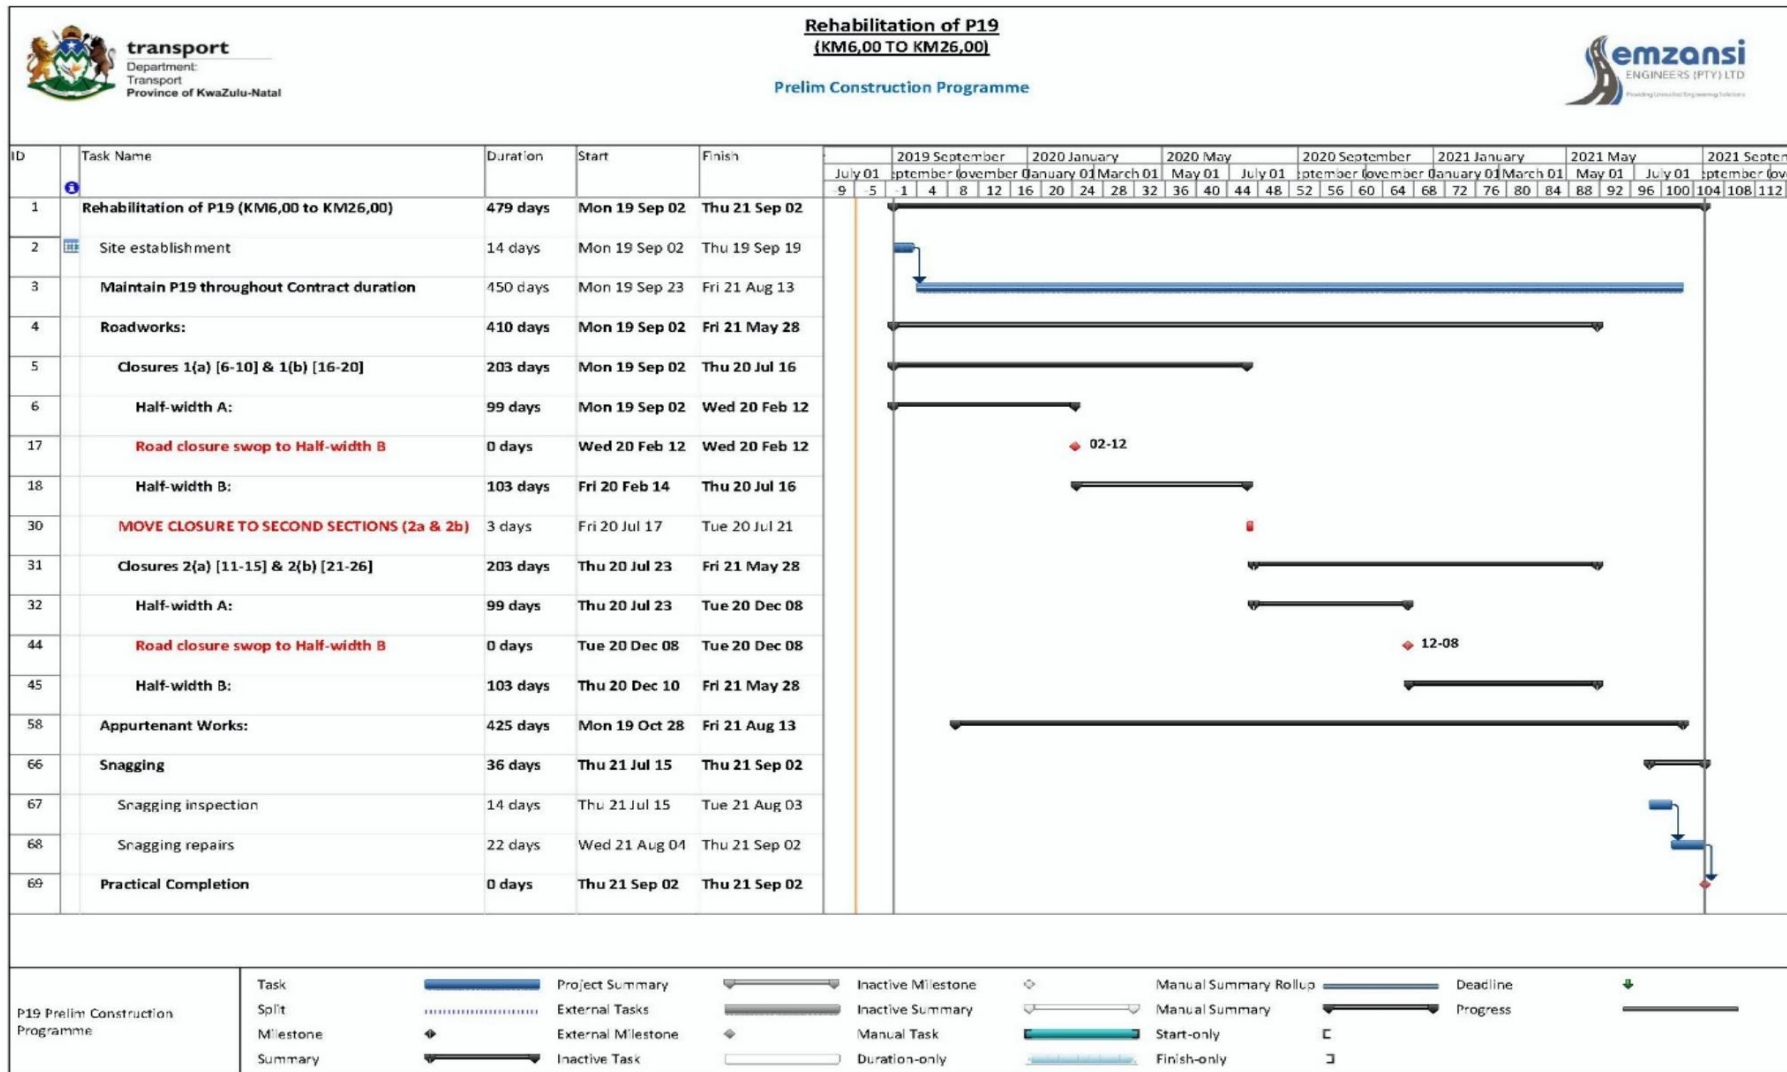 Rehabilitation of P19
(KM6,00 TO KM26,00)
Prelim Construction Programme
transport
Department:
Transport
Province of KwaZulu-Natal
emzansi
ENGINEERS (PTY) LTD
ID Task Name Duration Start Finish
2019 September 2020 January 2020 May 2020 September 2021 January 2021 May 2021 Septem
July 01 eptember 0 ovember 0 January 01 March 01 May 01 July 01 eptember 0 ovember 0 January 01 March 01 May 01 July 01 eptember 0 ove
-9 -5 -1 4 8 12 16 20 24 28 32 36 40 44 48 52 56 60 64 68 72 76 80 84 88 92 96 100 104 108 112
1 Rehabilitation of P19 (KM6,00 to KM26,00) 479 days Mon 19 Sep 02 Thu 21 Sep 02
2 Site establishment 14 days Mon 19 Sep 02 Thu 19 Sep 19
3 Maintain P19 throughout Contract duration 450 days Mon 19 Sep 23 Fri 21 Aug 13
4 Roadworks: 410 days Mon 19 Sep 02 Fri 21 May 28
5 Closures 1(a) [6-10] & 1(b) [16-20] 203 days Mon 19 Sep 02 Thu 20 Jul 16
6 Half-width A: 99 days Mon 19 Sep 02 Wed 20 Feb 12
17 Road closure swop to Half-width B 0 days Wed 20 Feb 12 Wed 20 Feb 12 02-12
18 Half-width B: 103 days Fri 20 Feb 14 Thu 20 Jul 16
30 MOVE CLOSURE TO SECOND SECTIONS (2a & 2b) 3 days Fri 20 Jul 17 Tue 20 Jul 21
31 Closures 2(a) [11-15] & 2(b) [21-26] 203 days Thu 20 Jul 23 Fri 21 May 28
32 Half-width A: 99 days Thu 20 Jul 23 Tue 20 Dec 08
44 Road closure swop to Half-width B 0 days Tue 20 Dec 08 Tue 20 Dec 08 12-08
45 Half-width B: 103 days Thu 20 Dec 10 Fri 21 May 28
58 Appurtenant Works: 425 days Mon 19 Oct 28 Fri 21 Aug 13
66 Snagging 36 days Thu 21 Jul 15 Thu 21 Sep 02
67 Snagging inspection 14 days Thu 21 Jul 15 Tue 21 Aug 03
68 Snagging repairs 22 days Wed 21 Aug 04 Thu 21 Sep 02
69 Practical Completion 0 days Thu 21 Sep 02 Thu 21 Sep 02
P19 Prelim Construction
Programme
Task Project Summary Inactive Milestone Manual Summary Rollup Deadline
Split External Tasks Inactive Summary Manual Summary Progress
Milestone External Milestone Manual Task Start-only
Summary Inactive Task Duration-only Finish-only